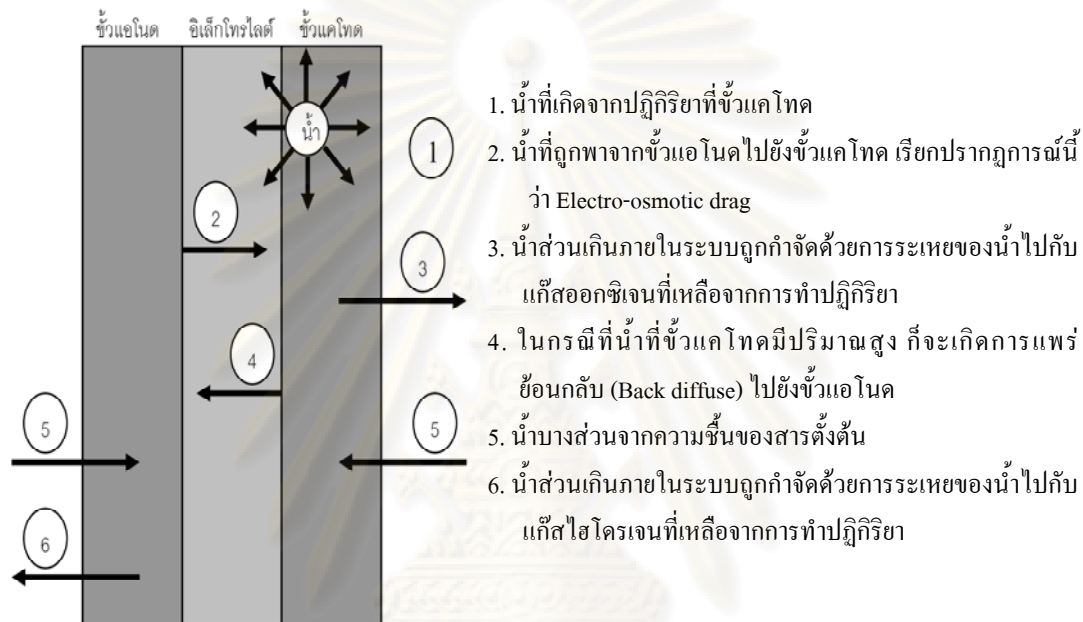 ขั้วแอโนด อิเล็กโทรไลต์ ขั้วแคโทด
น้ำ
1
2
3
4
5
5
6
1. น้ำที่เกิดจากปฏิกิริยาที่ขั้วแคโทด
2. น้ำที่ถูกพาจากขั้วแอโนดไปยังขั้วแคโทด เรียกปรากฏการณ์นี้
ว่า Electro-osmotic drag
3. น้ำส่วนเกินภายในระบบถูกกำจัดด้วยการระเหยของน้ำไปกับ
แก๊สออกซิเจนที่เหลือจากการทำปฏิกิริยา
4. ในกรณีที่น้ำที่ขั้วแคโทดมีปริมาณสูง ก็จะเกิดการแพร่
ย้อนกลับ (Back diffuse) ไปยังขั้วแอโนด
5. น้ำบางส่วนจากความชื้นของสารตั้งต้น
6. น้ำส่วนเกินภายในระบบถูกกำจัดด้วยการระเหยของน้ำไปกับ
แก๊สไฮโดรเจนที่เหลือจากการทำปฏิกิริยา